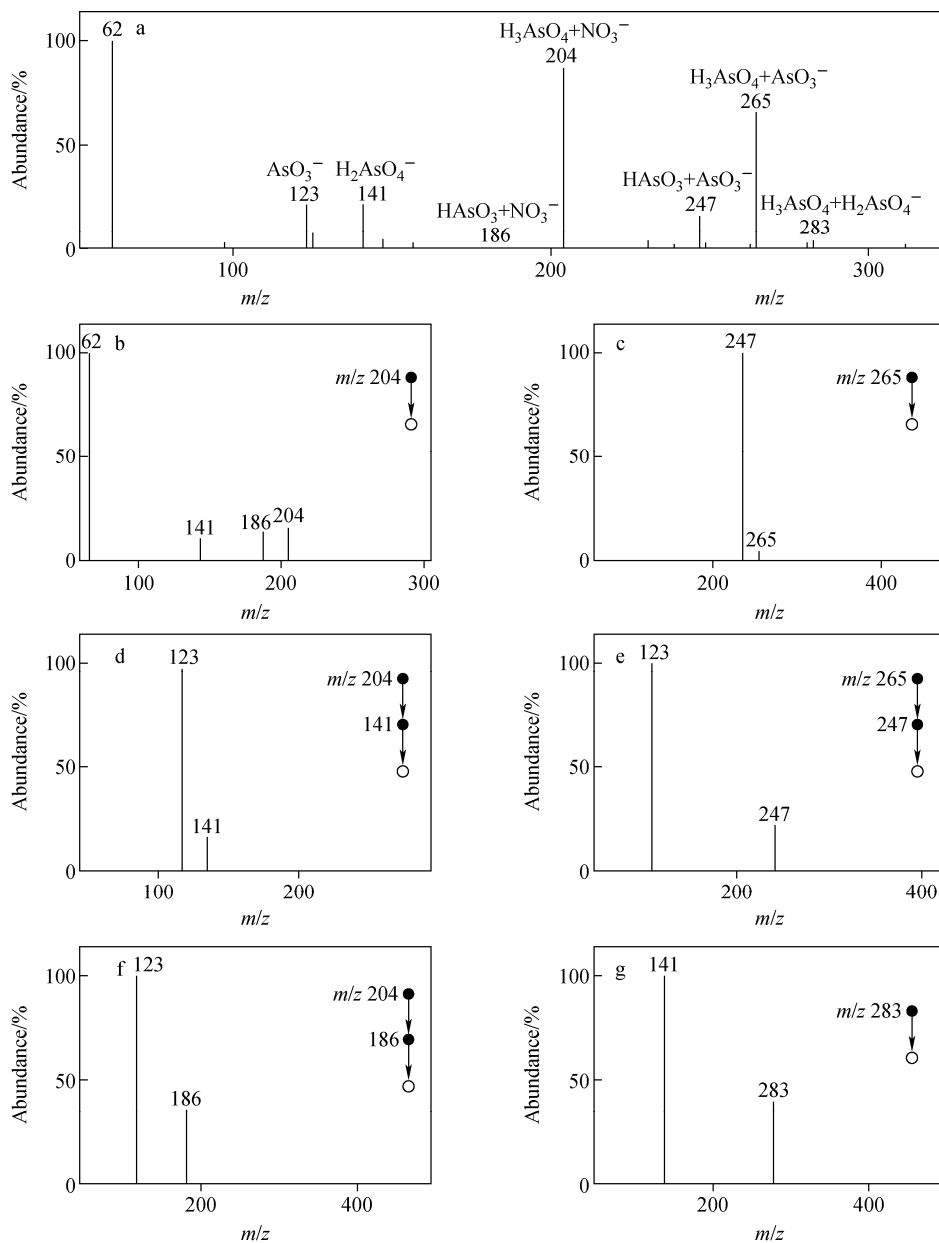 a
62
H₃AsO₄+NO₃⁻
204
H₃AsO₄+AsO₃⁻
265
AsO₃⁻
123
H₂AsO₄⁻
141
HAsO₃+NO₃⁻
186
HAsO₃+AsO₃⁻
247
H₃AsO₄+H₂AsO₄⁻
283
100
50
0
Abundance/%
100
200
300
m/z
b
62
m/z 204
141
186
204
100
50
0
Abundance/%
100
200
300
m/z
c
247
m/z 265
265
100
50
0
Abundance/%
200
400
m/z
d
123
m/z 204
141
141
100
50
0
Abundance/%
100
200
m/z
e
123
m/z 265
247
247
100
50
0
Abundance/%
200
400
m/z
f
123
m/z 204
186
186
100
50
0
Abundance/%
200
400
m/z
g
141
m/z 283
283
100
50
0
Abundance/%
200
400
m/z